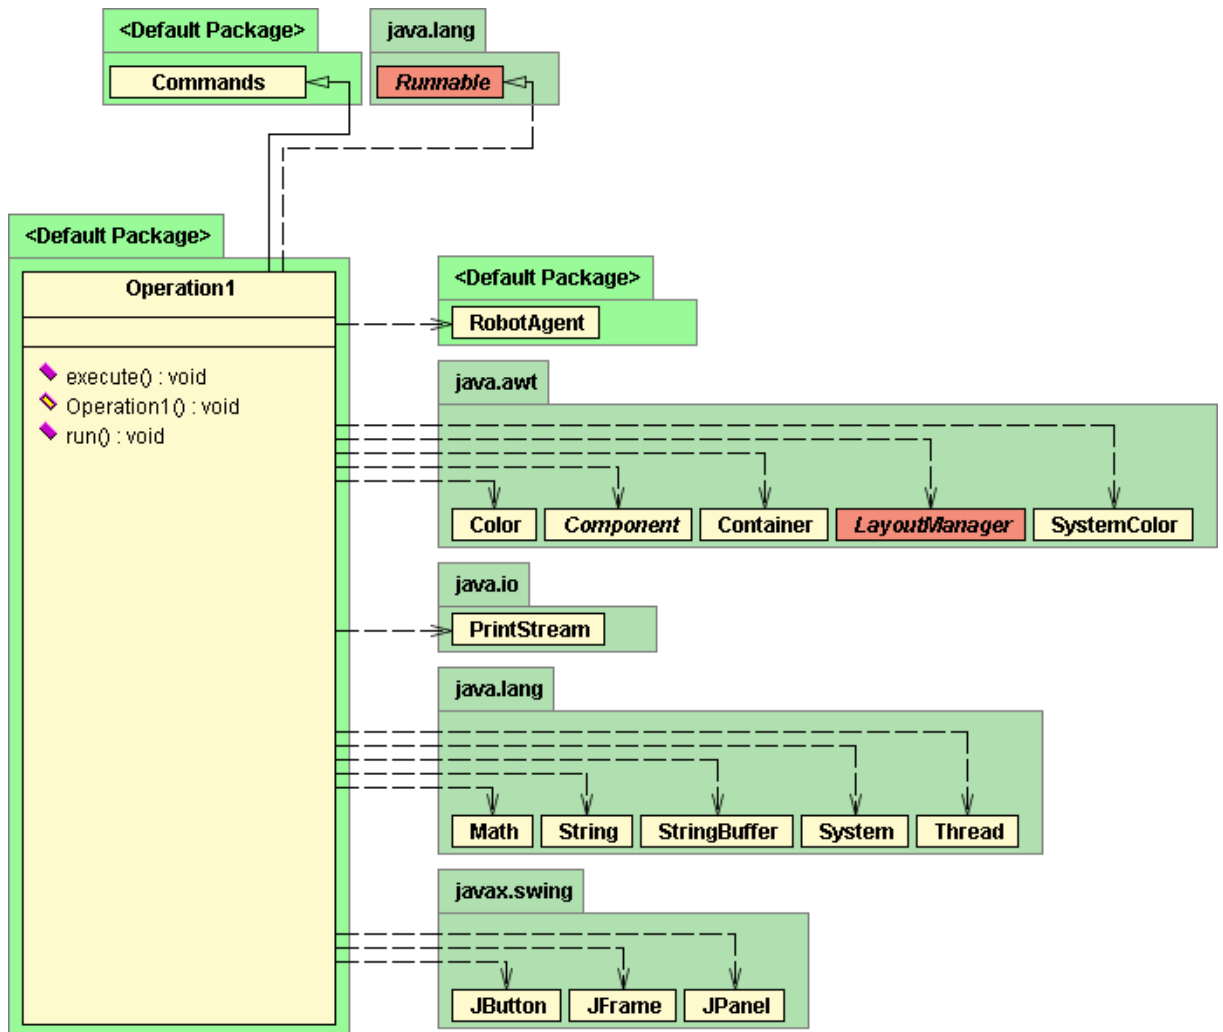 <Default Package>
java.lang
Commands
Runnable
<Default Package>
Operation1
execute() : void
Operation1() : void
run() : void
<Default Package>
RobotAgent
java.awt
Color Component Container LayoutManager SystemColor
java.io
PrintStream
java.lang
Math String StringBuffer System Thread
javax.swing
JButton JFrame JPanel